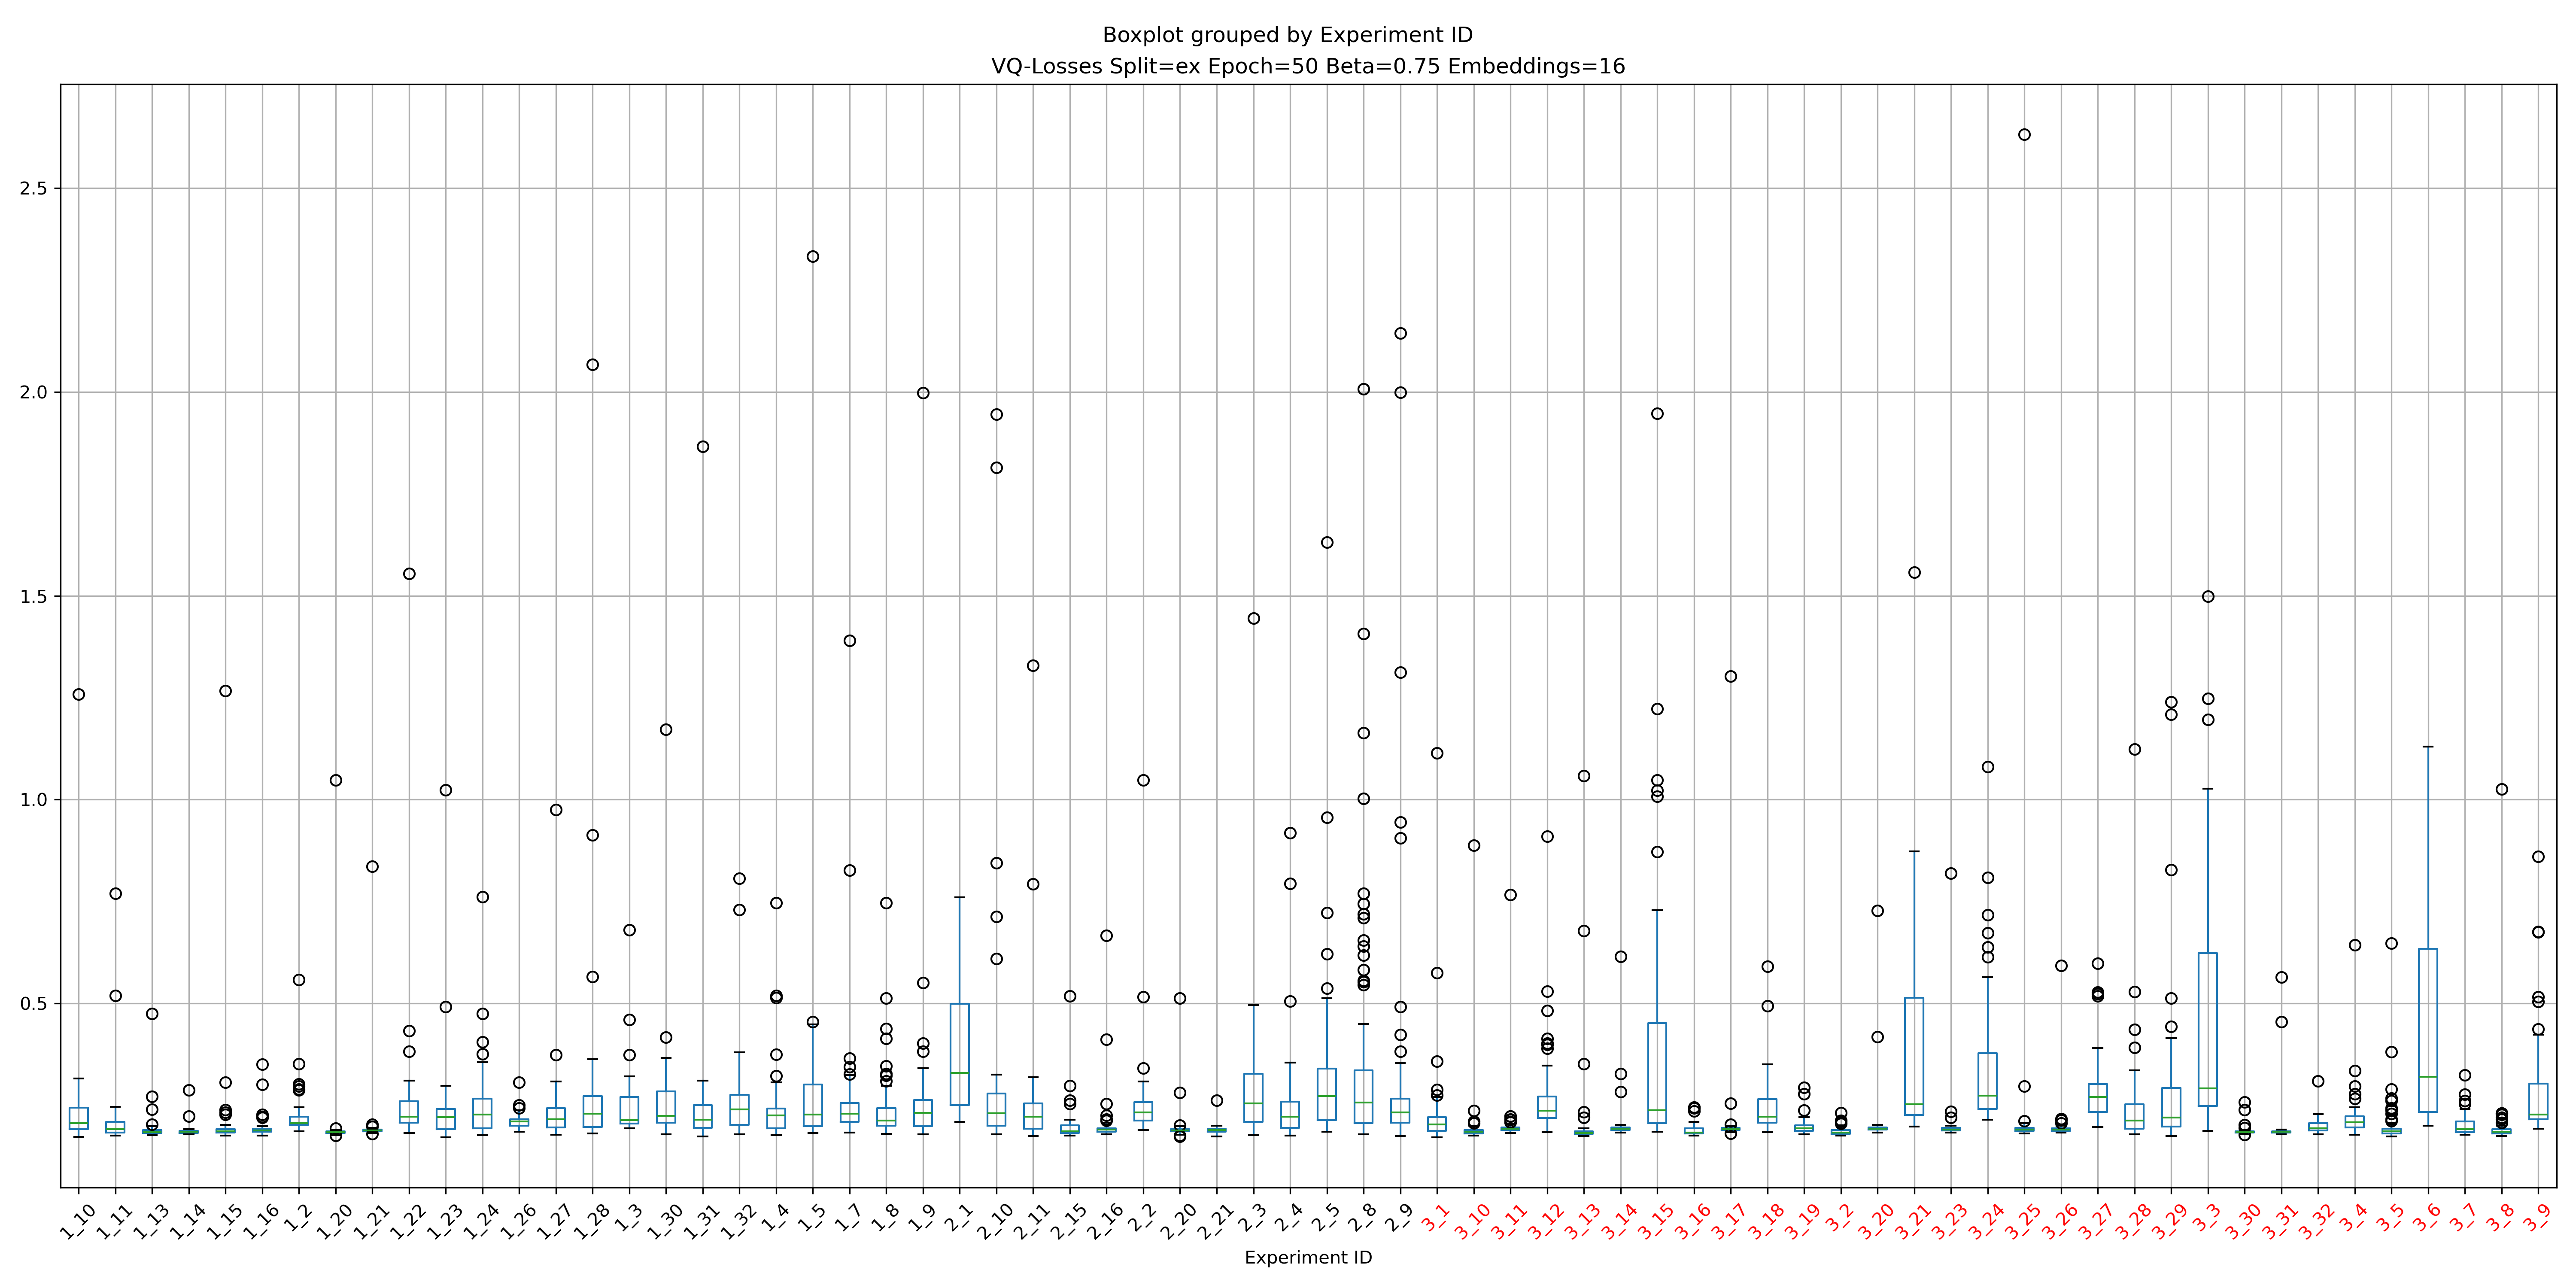 Boxplot grouped by Experiment ID
VQ-Losses Split=ex Epoch=50 Beta=0.75 Embeddings=16
2.5
2.0
1.5
1.0
0.5
1_10 1_11 1_13 1_14 1_15 1_16 1_2 1_20 1_21 1_22 1_23 1_24 1_26 1_27 1_28 1_3 1_30 1_31 1_32 1_4 1_5 1_7 1_8 1_9 2_1 2_10 2_11 2_15 2_16 2_2 2_20 2_21 2_3 2_4 2_5 2_8 2_9 3_1 3_10 3_11 3_12 3_13 3_14 3_15 3_16 3_17 3_18 3_19 3_2 3_20 3_21 3_23 3_24 3_25 3_26 3_27 3_28 3_29 3_3 3_30 3_31 3_32 3_4 3_5 3_6 3_7 3_8 3_9
Experiment ID